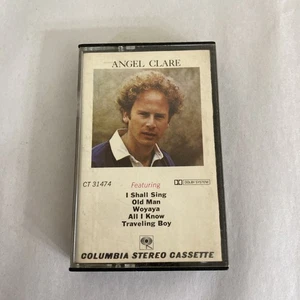 ANGEL CLARE
CT 31474
Featuring
DOLBY SYSTEM
I Shall Sing
Old Man
Woyaya
All I Know
Traveling Boy
COLUMBIA STEREO CASSETTE